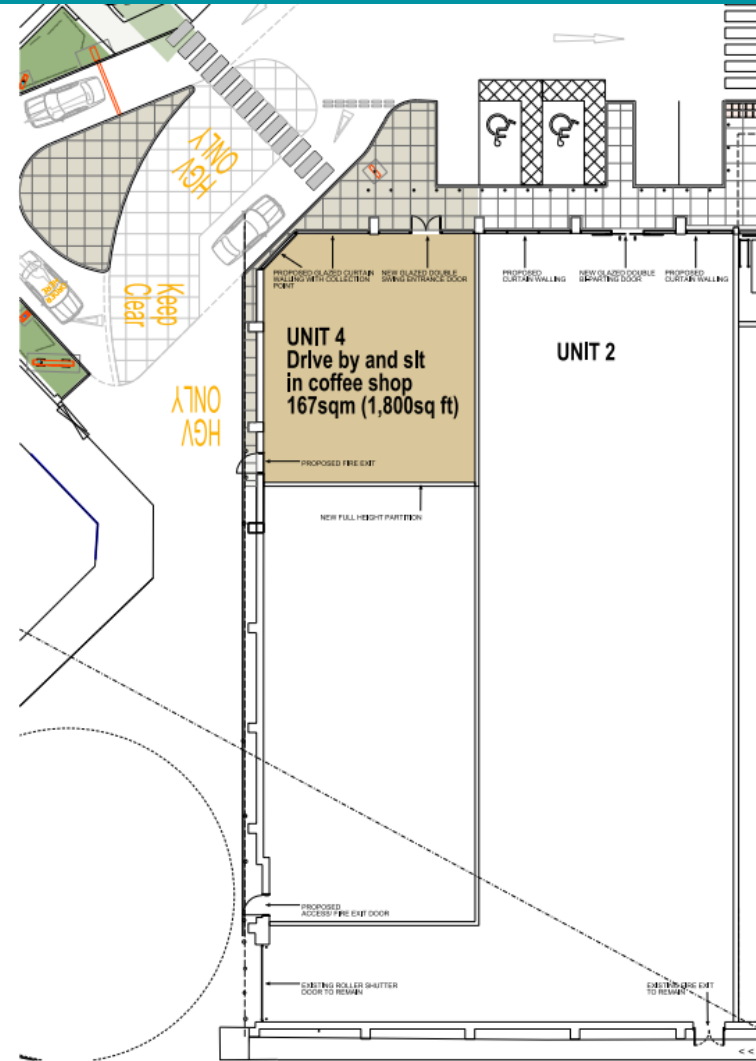 HGV
ONLY
PROPOSED GLAZED CURTAIN
WALLING WITH COLLECTION
POINT
NEW GLAZED DOUBLE
SWING ENTRANCE DOOR
PROPOSED
CURTAIN WALLING
NEW GLAZED DOUBLE
BI-PARTING DOOR
PROPOSED
CURTAIN WALLING
Keep
Clear
UNIT 4
Drive by and sit
in coffee shop
167sqm (1,800sq ft)
UNIT 2
HGV
ONLY
PROPOSED FIRE EXIT
NEW FULL HEIGHT PARTITION
PROPOSED
ACCESS/ FIRE EXIT DOOR
EXISTING ROLLER SHUTTER
DOOR TO REMAIN
EXISTING FIRE EXIT
TO REMAIN
<<